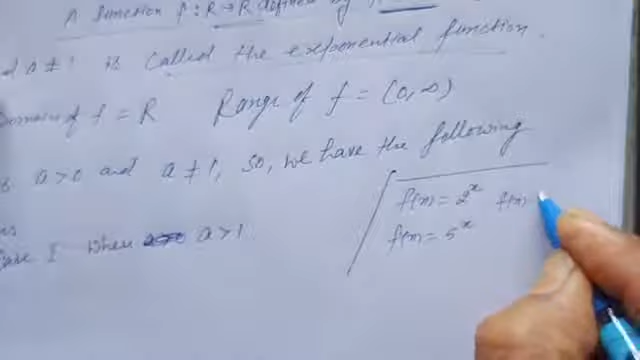 A function f : R → R defined by
a ≠ 1 is called the exponential function.
Domain of f = R Range of f = (0, ∞)
a > 0 and a ≠ 1, so, we have the following
Case I when a > 1
f(x) = 2^x f(x)
f(x) = 5^x